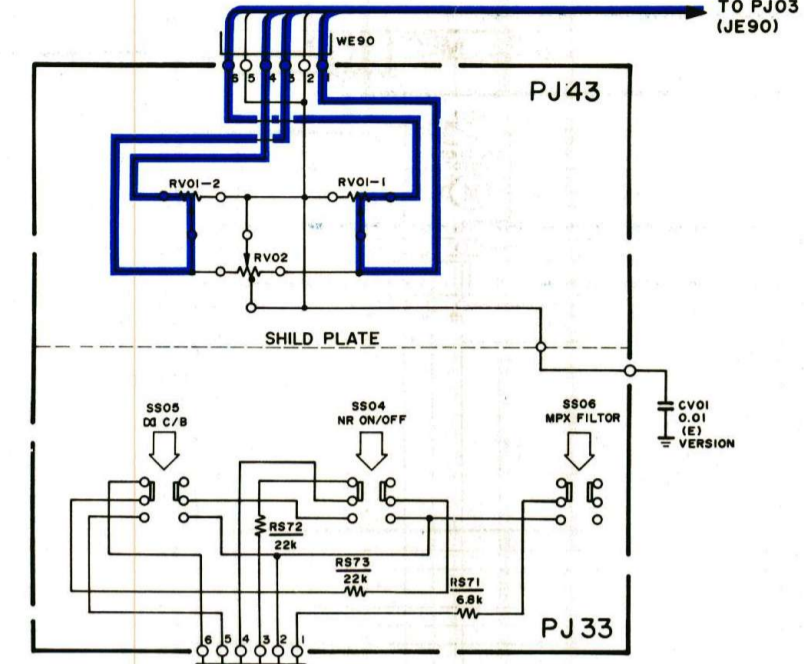 TO PJ03
(JE90)
WE90
6 5 4 3 2 1
PJ43
RV01-2
RV01-1
RV02
SHILD PLATE
SS05
DD C/B
SS04
NR ON/OFF
SS06
MPX FILTOR
CV01
0.01
(E)
VERSION
RS72
22k
RS73
22k
RS71
6.8k
PJ33
6 5 4 3 2 1